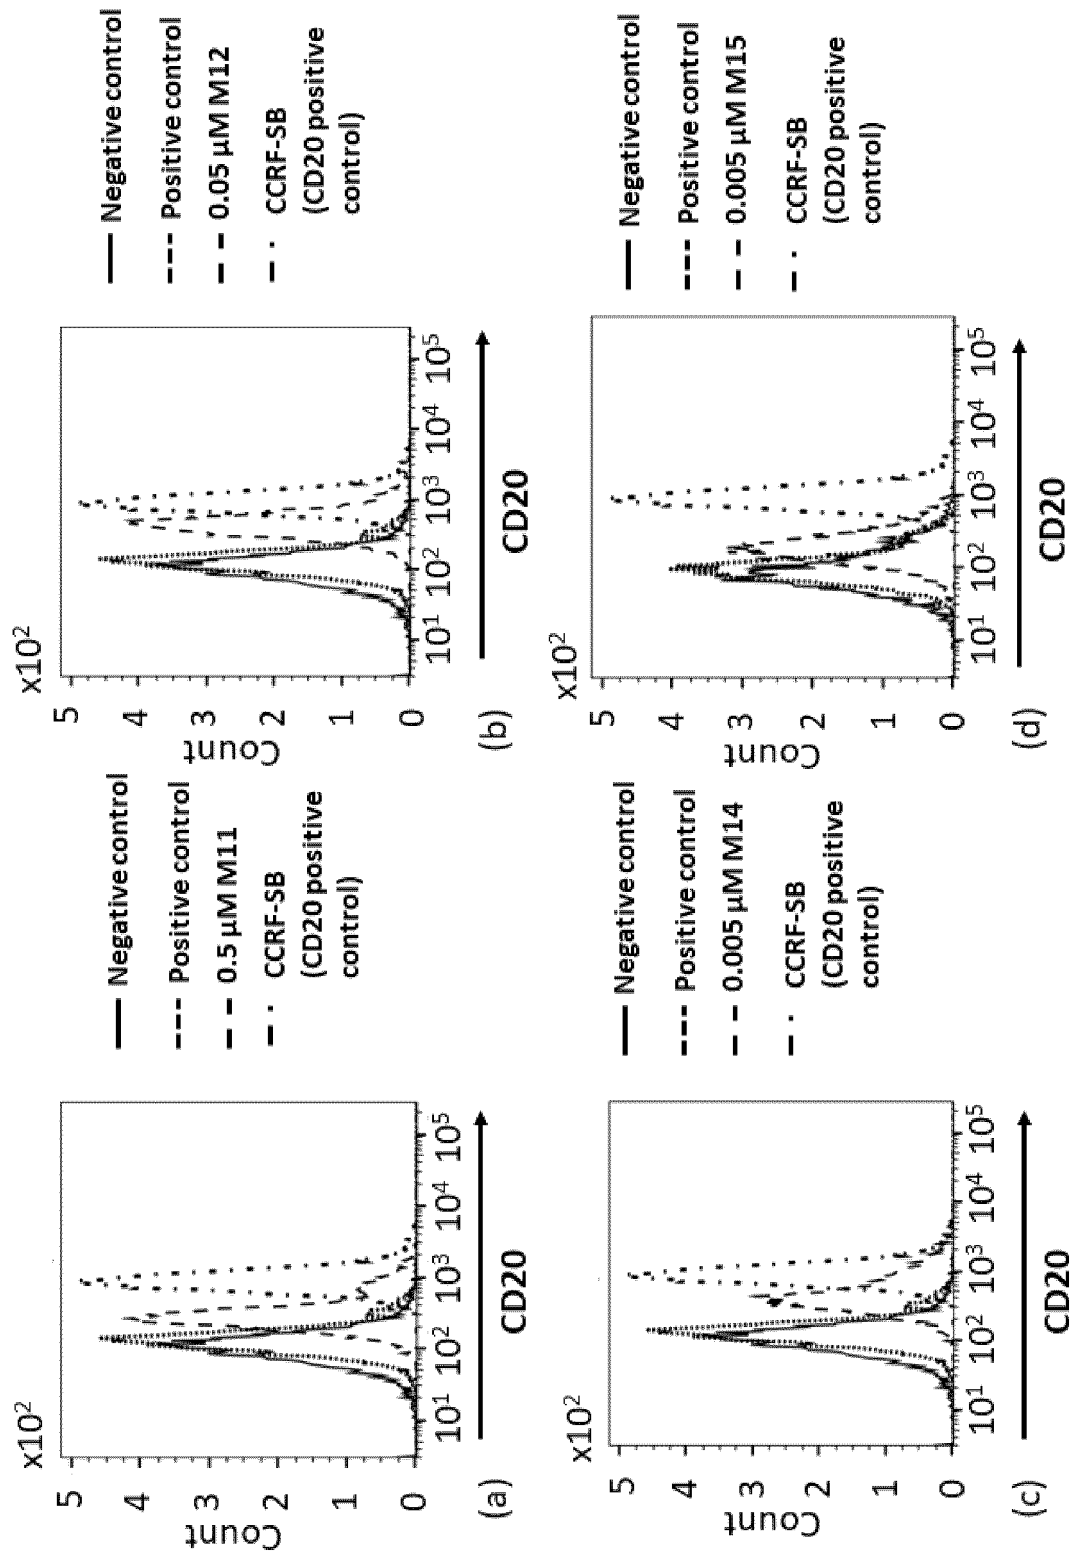 x10²
5
4
3
2
1
0
Count
10¹ 10² 10³ 10⁴ 10⁵
CD20
(a)
Negative control
Positive control
0.5 µM M11
CCRF-SB
(CD20 positive
control)
x10²
5
4
3
2
1
0
Count
10¹ 10² 10³ 10⁴ 10⁵
CD20
(b)
Negative control
Positive control
0.05 µM M12
CCRF-SB
(CD20 positive
control)
x10²
5
4
3
2
1
0
Count
10¹ 10² 10³ 10⁴ 10⁵
CD20
(c)
Negative control
Positive control
0.005 µM M14
CCRF-SB
(CD20 positive
control)
x10²
5
4
3
2
1
0
Count
10¹ 10² 10³ 10⁴ 10⁵
CD20
(d)
Negative control
Positive control
0.005 µM M15
CCRF-SB
(CD20 positive
control)